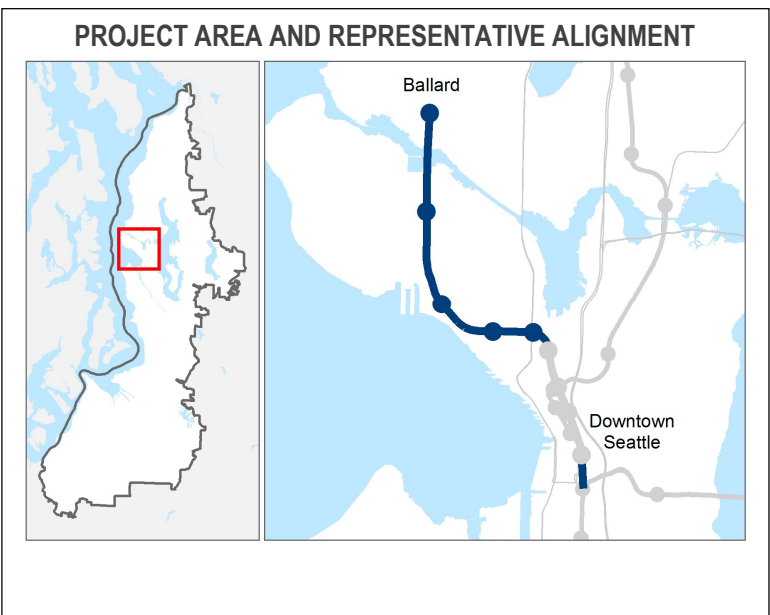 PROJECT AREA AND REPRESENTATIVE ALIGNMENT
Ballard
Downtown
Seattle